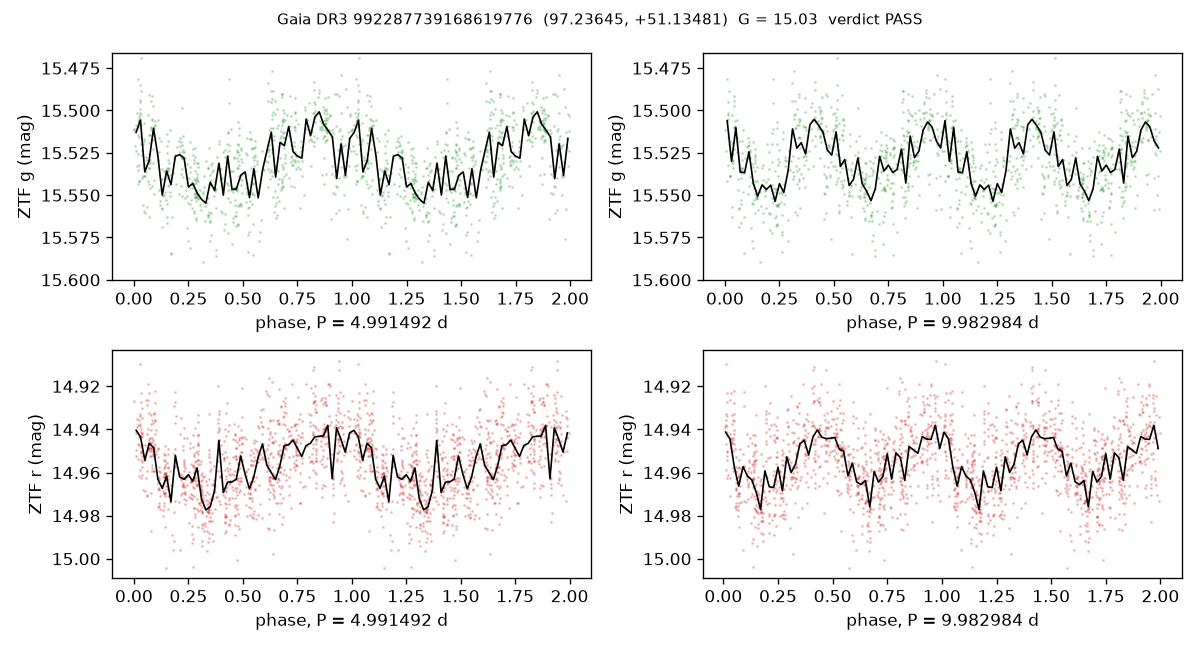 Gaia DR3 992287739168619776 (97.23645, +51.13481) G = 15.03 verdict PASS
ZTF g (mag)
15.475
15.500
15.525
15.550
15.575
15.600
0.00 0.25 0.50 0.75 1.00 1.25 1.50 1.75 2.00
phase, P = 4.991492 d
ZTF g (mag)
15.475
15.500
15.525
15.550
15.575
15.600
0.00 0.25 0.50 0.75 1.00 1.25 1.50 1.75 2.00
phase, P = 9.982984 d
ZTF r (mag)
14.92
14.94
14.96
14.98
15.00
0.00 0.25 0.50 0.75 1.00 1.25 1.50 1.75 2.00
phase, P = 4.991492 d
ZTF r (mag)
14.92
14.94
14.96
14.98
15.00
0.00 0.25 0.50 0.75 1.00 1.25 1.50 1.75 2.00
phase, P = 9.982984 d